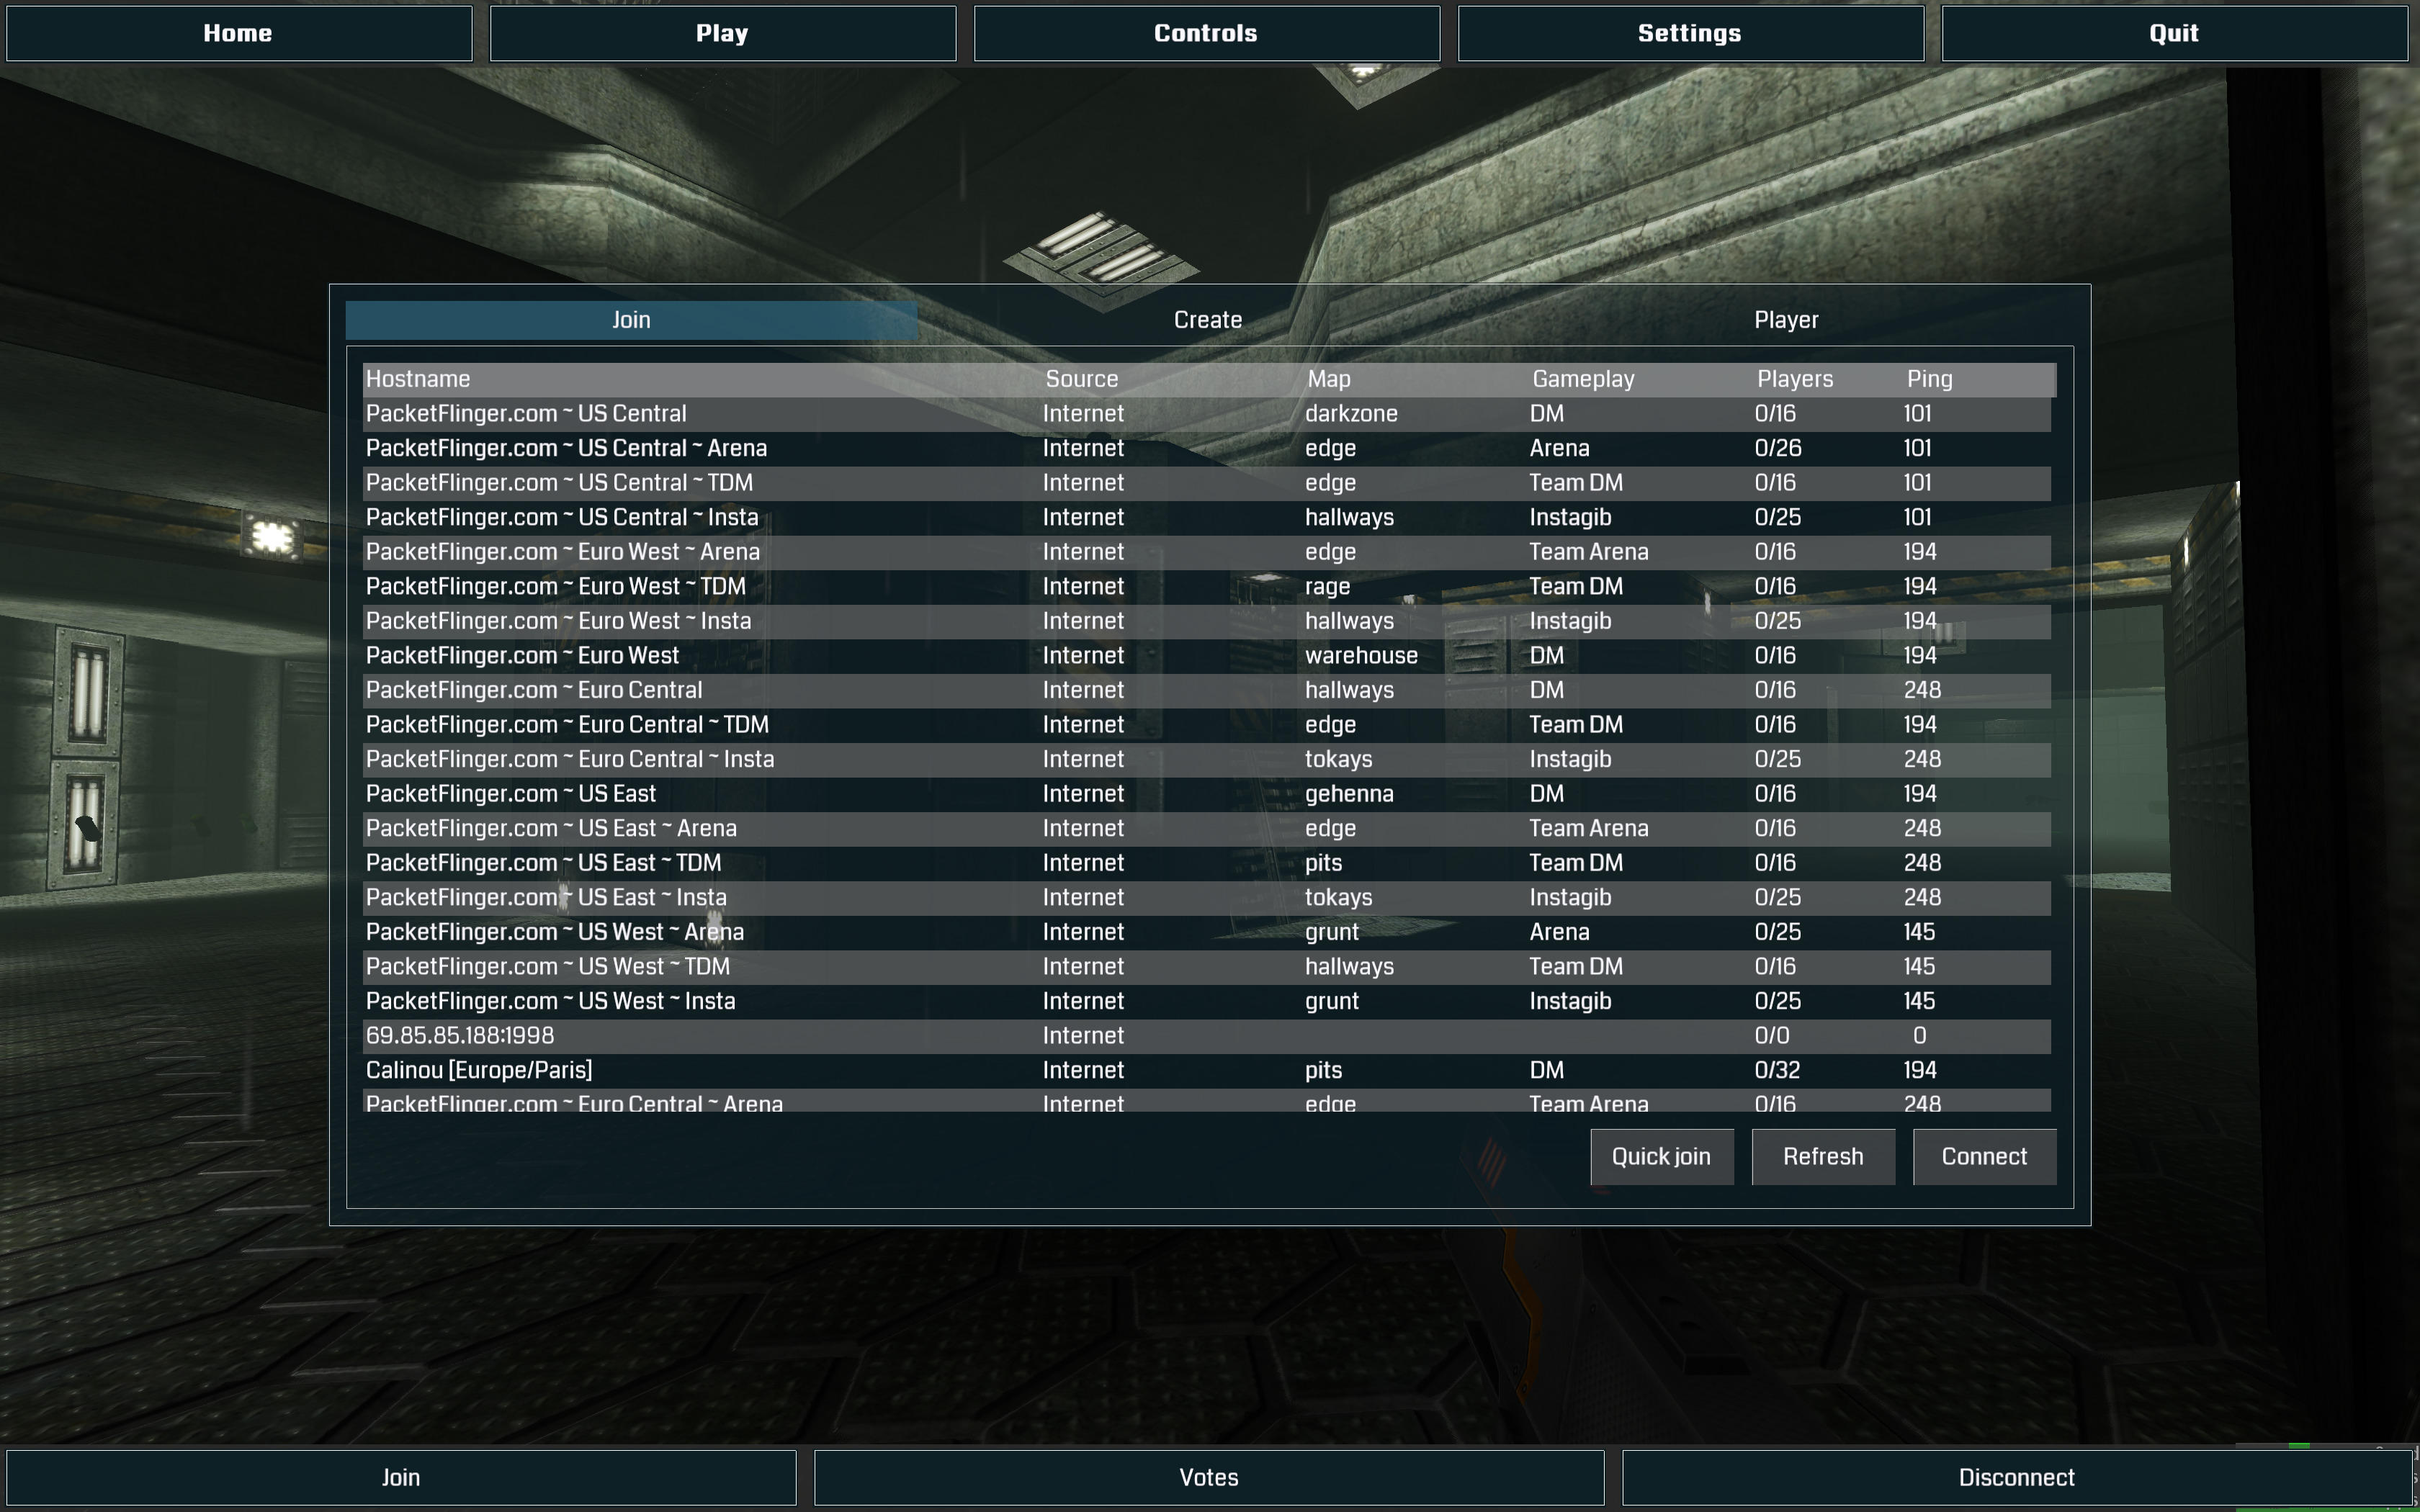 Home Play Controls Settings Quit
Join Create Player
Hostname Source Map Gameplay Players Ping
PacketFlinger.com ~ US Central Internet darkzone DM 0/16 101
PacketFlinger.com ~ US Central ~ Arena Internet edge Arena 0/26 101
PacketFlinger.com ~ US Central ~ TDM Internet edge Team DM 0/16 101
PacketFlinger.com ~ US Central ~ Insta Internet hallways Instagib 0/25 101
PacketFlinger.com ~ Euro West ~ Arena Internet edge Team Arena 0/16 194
PacketFlinger.com ~ Euro West ~ TDM Internet rage Team DM 0/16 194
PacketFlinger.com ~ Euro West ~ Insta Internet hallways Instagib 0/25 194
PacketFlinger.com ~ Euro West Internet warehouse DM 0/16 194
PacketFlinger.com ~ Euro Central Internet hallways DM 0/16 248
PacketFlinger.com ~ Euro Central ~ TDM Internet edge Team DM 0/16 194
PacketFlinger.com ~ Euro Central ~ Insta Internet tokays Instagib 0/25 248
PacketFlinger.com ~ US East Internet gehenna DM 0/16 194
PacketFlinger.com ~ US East ~ Arena Internet edge Team Arena 0/16 248
PacketFlinger.com ~ US East ~ TDM Internet pits Team DM 0/16 248
PacketFlinger.com ~ US East ~ Insta Internet tokays Instagib 0/25 248
PacketFlinger.com ~ US West ~ Arena Internet grunt Arena 0/25 145
PacketFlinger.com ~ US West ~ TDM Internet hallways Team DM 0/16 145
PacketFlinger.com ~ US West ~ Insta Internet grunt Instagib 0/25 145
69.85.85.188:1998 Internet 0/0 0
Calinou [Europe/Paris] Internet pits DM 0/32 194
PacketFlinger.com ~ Euro Central ~ Arena Internet edge Team Arena 0/16 248
Quick join Refresh Connect
Join Votes Disconnect